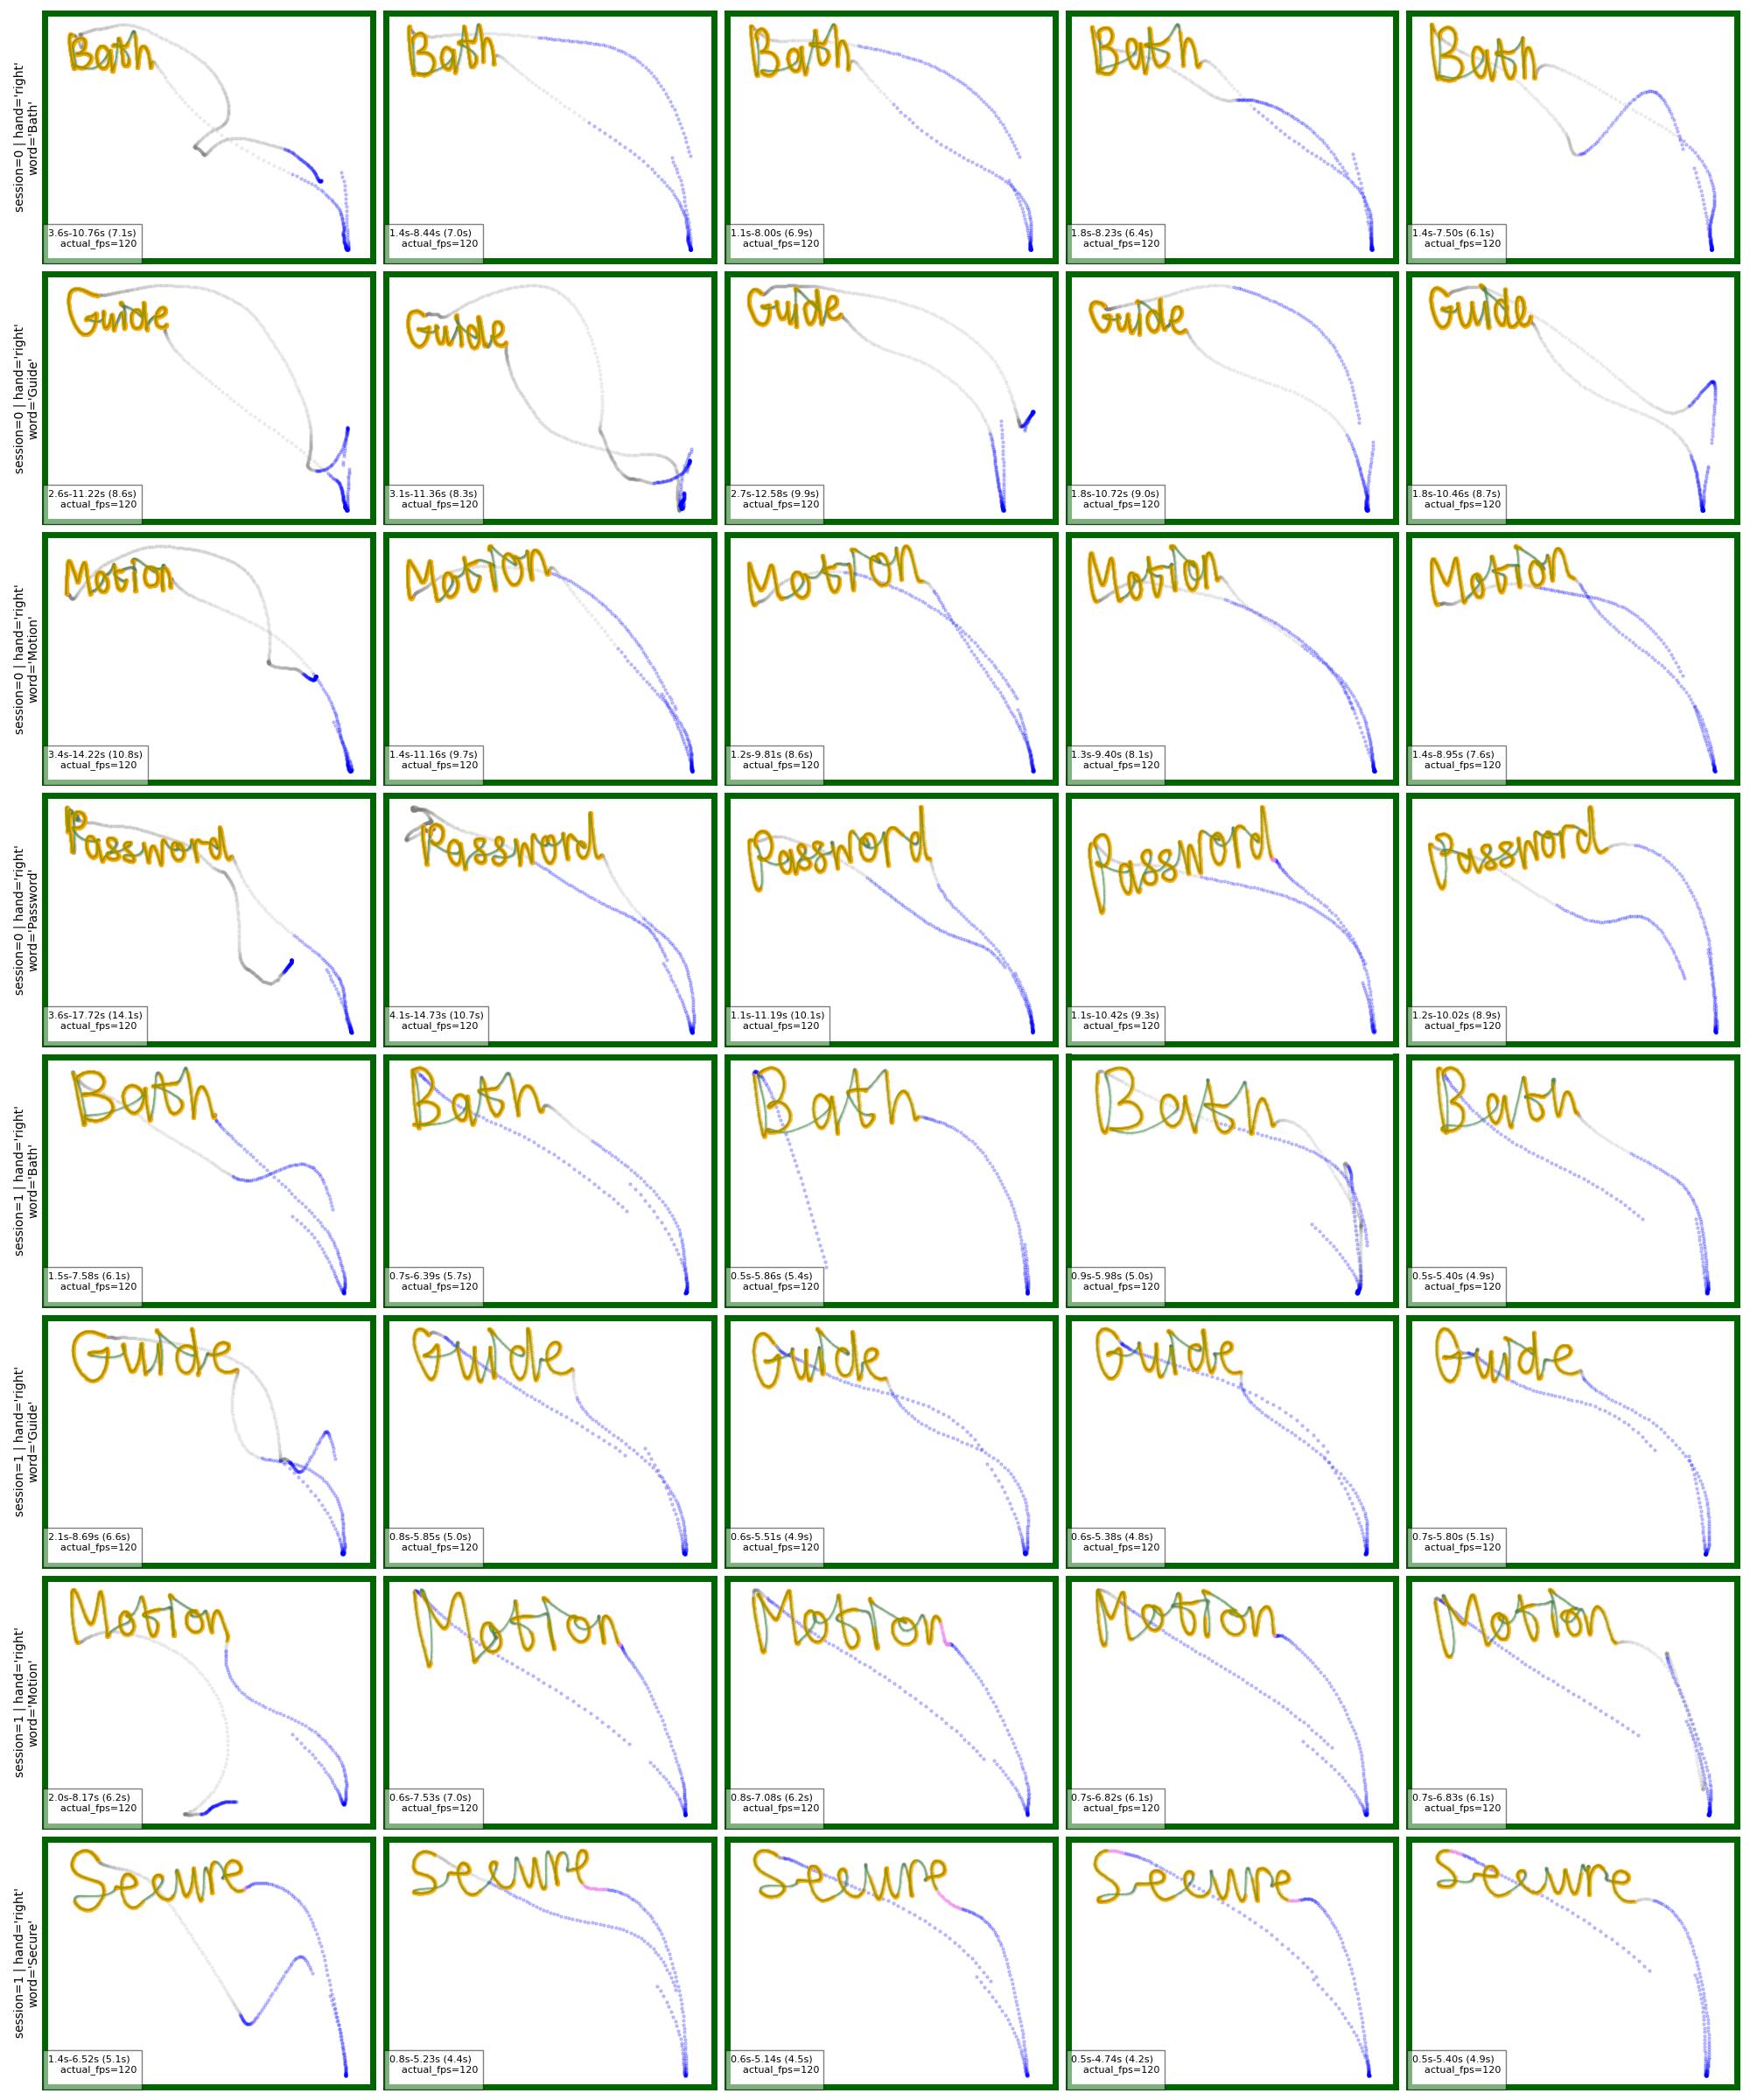 session=0 | hand='right'
word='Bath'
Bath Bath Bath Bath Bath
3.6s-10.76s (7.1s)
actual_fps=120
1.4s-8.44s (7.0s)
actual_fps=120
1.1s-8.00s (6.9s)
actual_fps=120
1.8s-8.23s (6.4s)
actual_fps=120
1.4s-7.50s (6.1s)
actual_fps=120
session=0 | hand='right'
word='Guide'
Guide Guide Guide Guide Guide
2.6s-11.22s (8.6s)
actual_fps=120
3.1s-11.36s (8.3s)
actual_fps=120
2.7s-12.58s (9.9s)
actual_fps=120
1.8s-10.72s (9.0s)
actual_fps=120
1.8s-10.46s (8.7s)
actual_fps=120
session=0 | hand='right'
word='Motion'
Motion Motion Motion Motion Motion
3.4s-14.22s (10.8s)
actual_fps=120
1.4s-11.16s (9.7s)
actual_fps=120
1.2s-9.81s (8.6s)
actual_fps=120
1.3s-9.40s (8.1s)
actual_fps=120
1.4s-8.95s (7.6s)
actual_fps=120
session=0 | hand='right'
word='Password'
Password Password Password Password Password
3.6s-17.72s (14.1s)
actual_fps=120
4.1s-14.73s (10.7s)
actual_fps=120
1.1s-11.19s (10.1s)
actual_fps=120
1.1s-10.42s (9.3s)
actual_fps=120
1.2s-10.02s (8.9s)
actual_fps=120
session=1 | hand='right'
word='Bath'
Bath Bath Bath Bath Bath
1.5s-7.58s (6.1s)
actual_fps=120
0.7s-6.39s (5.7s)
actual_fps=120
0.5s-5.86s (5.4s)
actual_fps=120
0.9s-5.98s (5.0s)
actual_fps=120
0.5s-5.40s (4.9s)
actual_fps=120
session=1 | hand='right'
word='Guide'
Guide Guide Guide Guide Guide
2.1s-8.69s (6.6s)
actual_fps=120
0.8s-5.85s (5.0s)
actual_fps=120
0.6s-5.51s (4.9s)
actual_fps=120
0.6s-5.38s (4.8s)
actual_fps=120
0.7s-5.80s (5.1s)
actual_fps=120
session=1 | hand='right'
word='Motion'
Motion Motion Motion Motion Motion
2.0s-8.17s (6.2s)
actual_fps=120
0.6s-7.53s (7.0s)
actual_fps=120
0.8s-7.08s (6.2s)
actual_fps=120
0.7s-6.82s (6.1s)
actual_fps=120
0.7s-6.83s (6.1s)
actual_fps=120
session=1 | hand='right'
word='Secure'
Secure Secure Secure Secure Secure
1.4s-6.52s (5.1s)
actual_fps=120
0.8s-5.23s (4.4s)
actual_fps=120
0.6s-5.14s (4.5s)
actual_fps=120
0.5s-4.74s (4.2s)
actual_fps=120
0.5s-5.40s (4.9s)
actual_fps=120